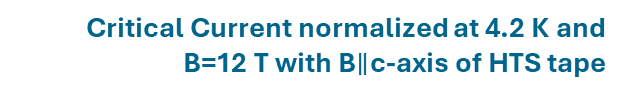 Critical Current normalized at 4.2 K and
B=12 T with B∥c-axis of HTS tape